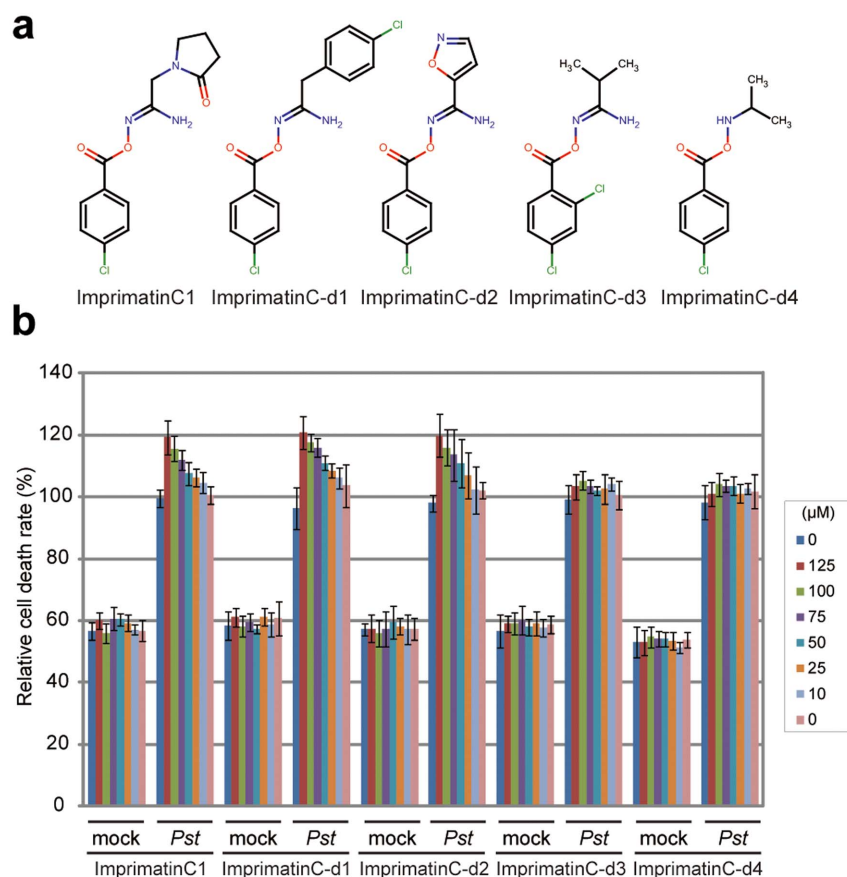 a
Cl
N
O
N
NH₂
O
O
Cl
N
NH₂
O
O
Cl
N
O
N
NH₂
O
O
Cl
H₃C
CH₃
N
NH₂
O
O
Cl
Cl
CH₃
HN
CH₃
O
O
Cl
ImprimatinC1 ImprimatinC-d1 ImprimatinC-d2 ImprimatinC-d3 ImprimatinC-d4
b
Relative cell death rate (%)
140
120
100
80
60
40
20
0
(μM)
0
125
100
75
50
25
10
0
mock Pst mock Pst mock Pst mock Pst mock Pst
ImprimatinC1 ImprimatinC-d1 ImprimatinC-d2 ImprimatinC-d3 ImprimatinC-d4